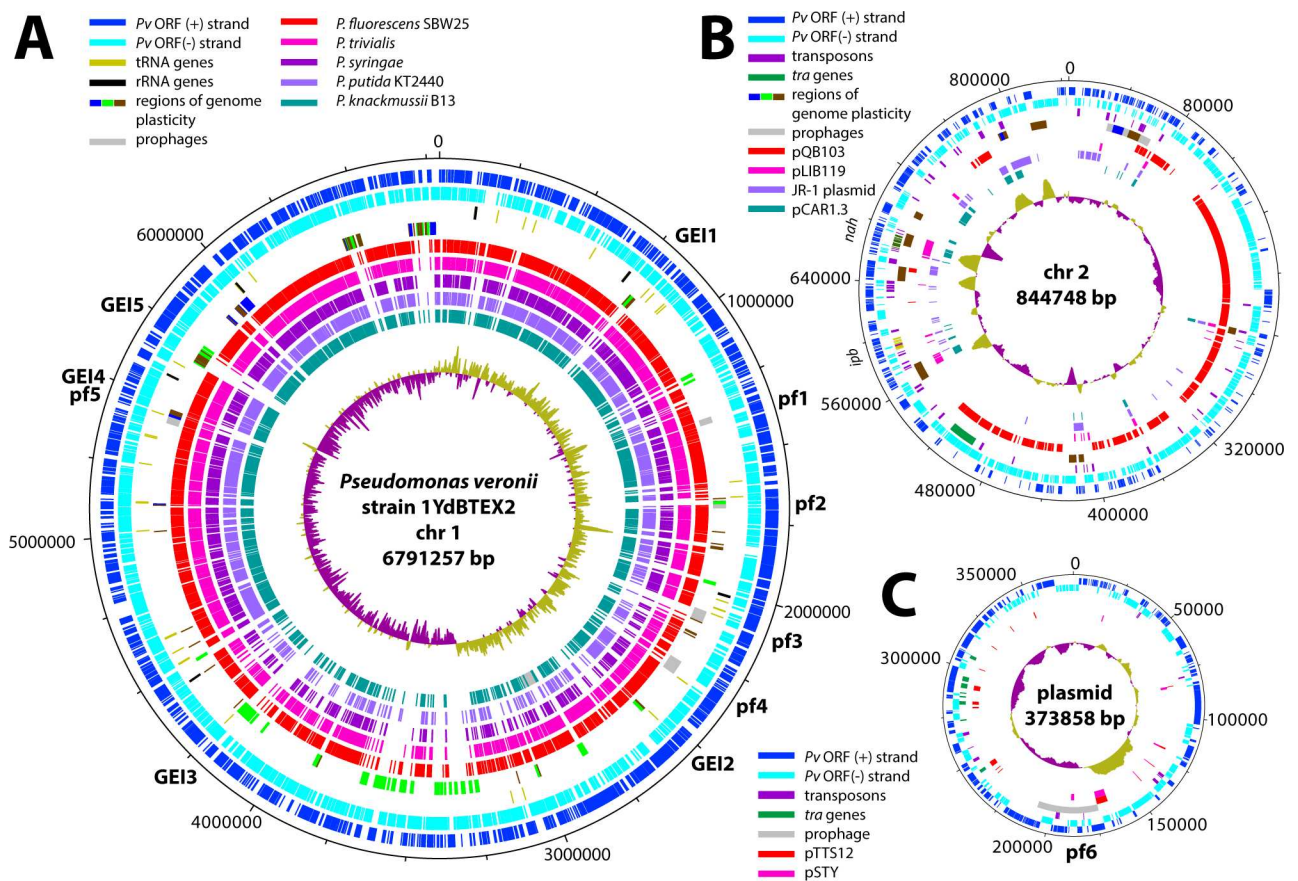 A
Pv ORF (+) strand
Pv ORF(-) strand
tRNA genes
rRNA genes
regions of genome
plasticity
prophages
P. fluorescens SBW25
P. trivialis
P. syringae
P. putida KT2440
P. knackmussii B13
0
GEI1
1000000
pf1
pf2
2000000
pf3
pf4
GEI2
3000000
4000000
GEI3
5000000
GEI4
pf5
GEI5
6000000
Pseudomonas veronii
strain 1YdBTEX2
chr 1
6791257 bp
B
Pv ORF (+) strand
Pv ORF(-) strand
transposons
tra genes
regions of
genome plasticity
prophages
pQB103
pLIB119
JR-1 plasmid
pCAR1.3
0
80000
320000
400000
480000
560000
ipb
640000
nah
800000
chr 2
844748 bp
C
Pv ORF (+) strand
Pv ORF(-) strand
transposons
tra genes
prophage
pTTS12
pSTY
0
50000
100000
150000
pf6
200000
300000
350000
plasmid
373858 bp